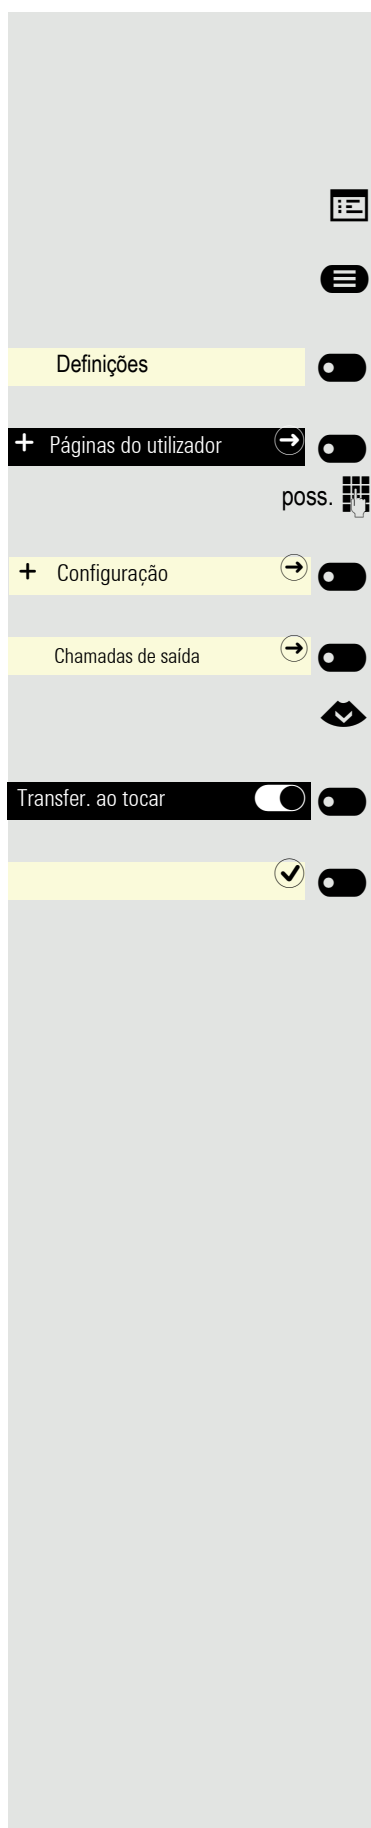 Definições
Páginas do utilizador
poss.
Configuração
Chamadas de saída
Transfer. ao tocar